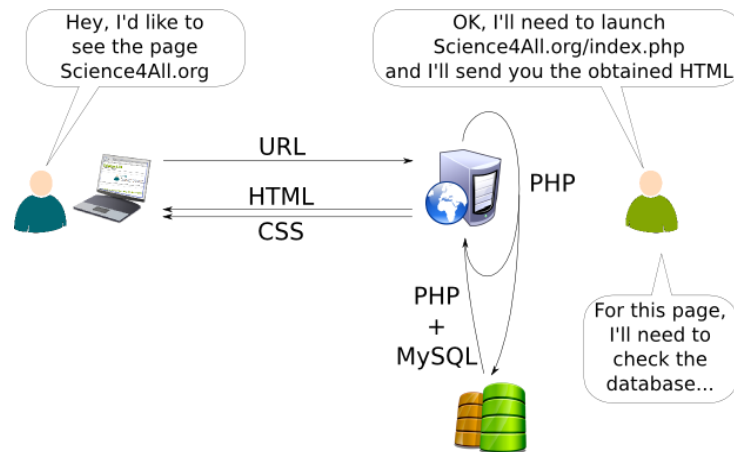 Hey, I'd like to
see the page
Science4All.org
OK, I'll need to launch
Science4All.org/index.php
and I'll send you the obtained HTML
URL
HTML
CSS
PHP
PHP
+
MySQL
For this page,
I'll need to
check the
database...